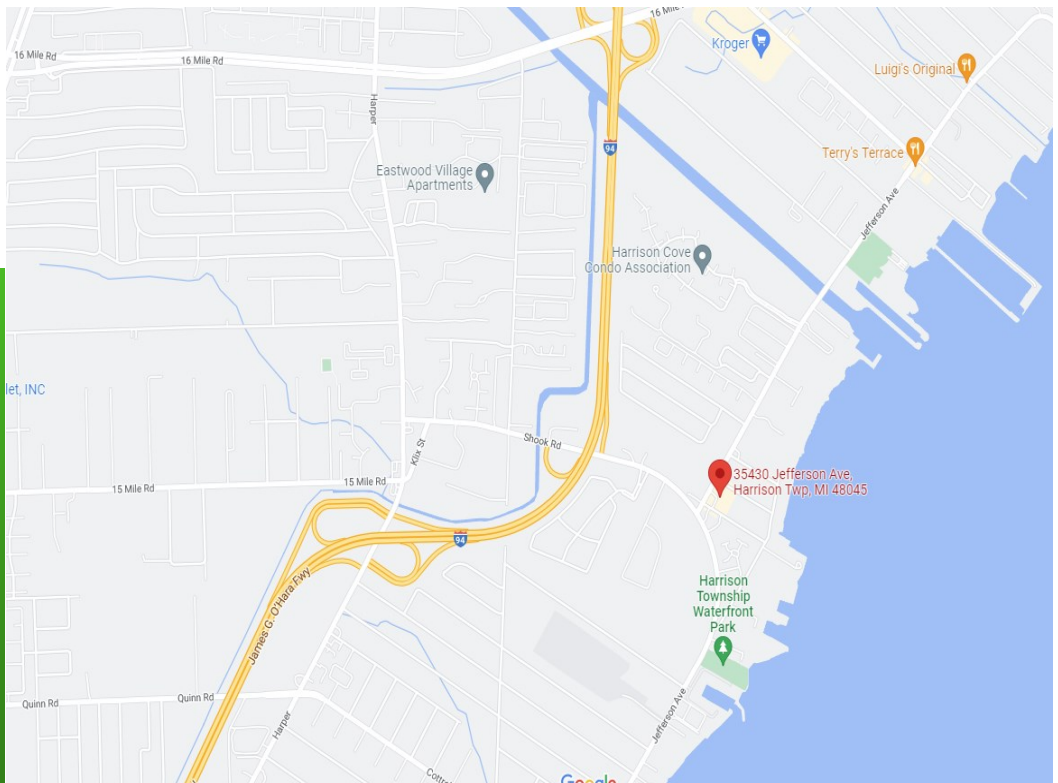 16 Mile Rd
16 Mile Rd
16 Mile Rd
Kroger
Luigi's Original
Harper
94
Terry's Terrace
Eastwood Village
Apartments
Jefferson Ave
Harrison Cove
Condo Association
let, INC
Klix St
Shook Rd
15 Mile Rd
15 Mile Rd
35430 Jefferson Ave,
Harrison Twp, MI 48045
94
James G. O'Hara Fwy
Harrison
Township
Waterfront
Park
Quinn Rd
Quinn Rd
Harper
Jefferson Ave
Google